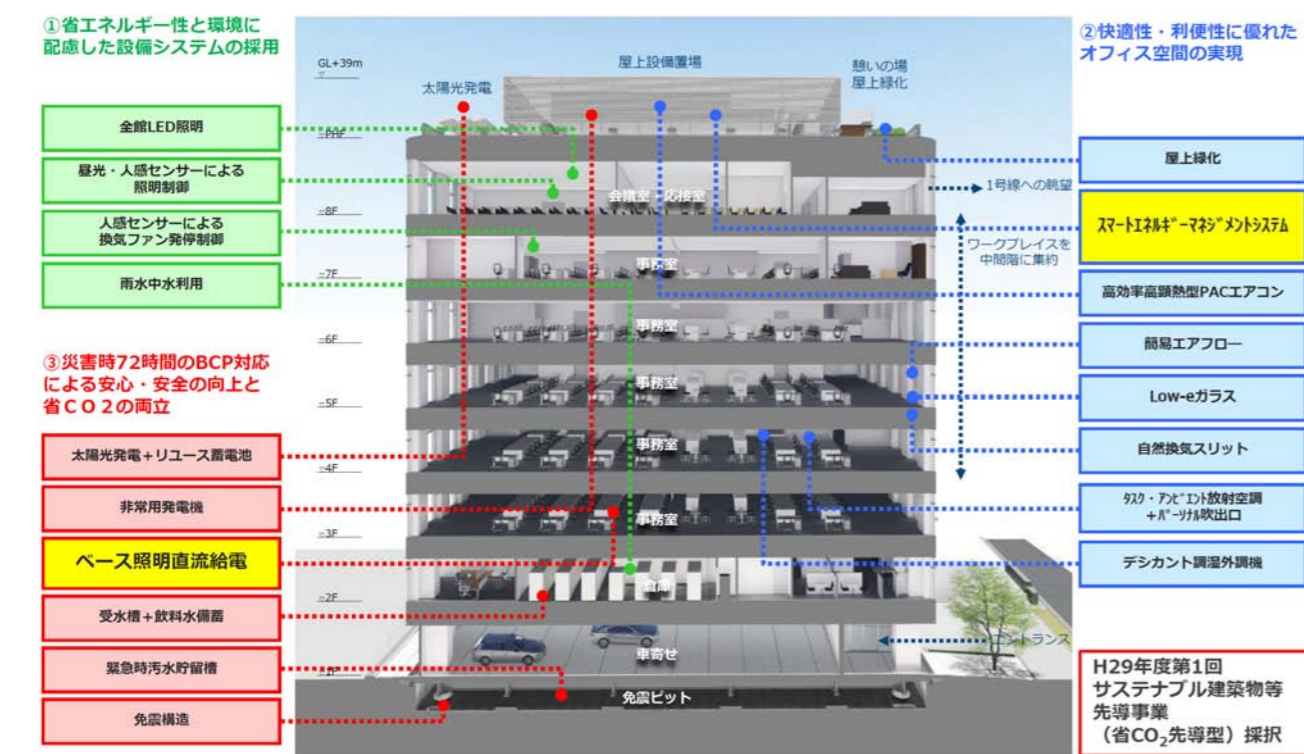 ①省エネルギー性と環境に
配慮した設備システムの採用
全館LED照明
昼光・人感センサーによる
照明制御
人感センサーによる
換気ファン発停制御
雨水中水利用
③災害時72時間のBCP対応
による安心・安全の向上と
省CO2の両立
太陽光発電+リユース蓄電池
非常用発電機
ベース照明直流給電
受水槽+飲料水備蓄
緊急時汚水貯留槽
免震構造
GL+39m
太陽光発電
屋上設備置場
憩いの場
屋上緑化
PHF
会議室・応接室
1号線への眺望
8F
ワークプレイスを
中間階に集約
事務室
7F
事務室
6F
事務室
5F
事務室
4F
事務室
3F
倉庫
2F
エントランス
車寄せ
1F
免震ピット
②快適性・利便性に優れた
オフィス空間の実現
屋上緑化
スマートエネルギーマネジメントシステム
高効率高顕熱型PACエアコン
簡易エアフロー
Low-eガラス
自然換気スリット
タスク・アンビエント放射空調
+パーソナル吹出口
デシカント調湿外調機
H29年度第1回
サステナブル建築物等
先導事業
(省CO₂先導型)採択